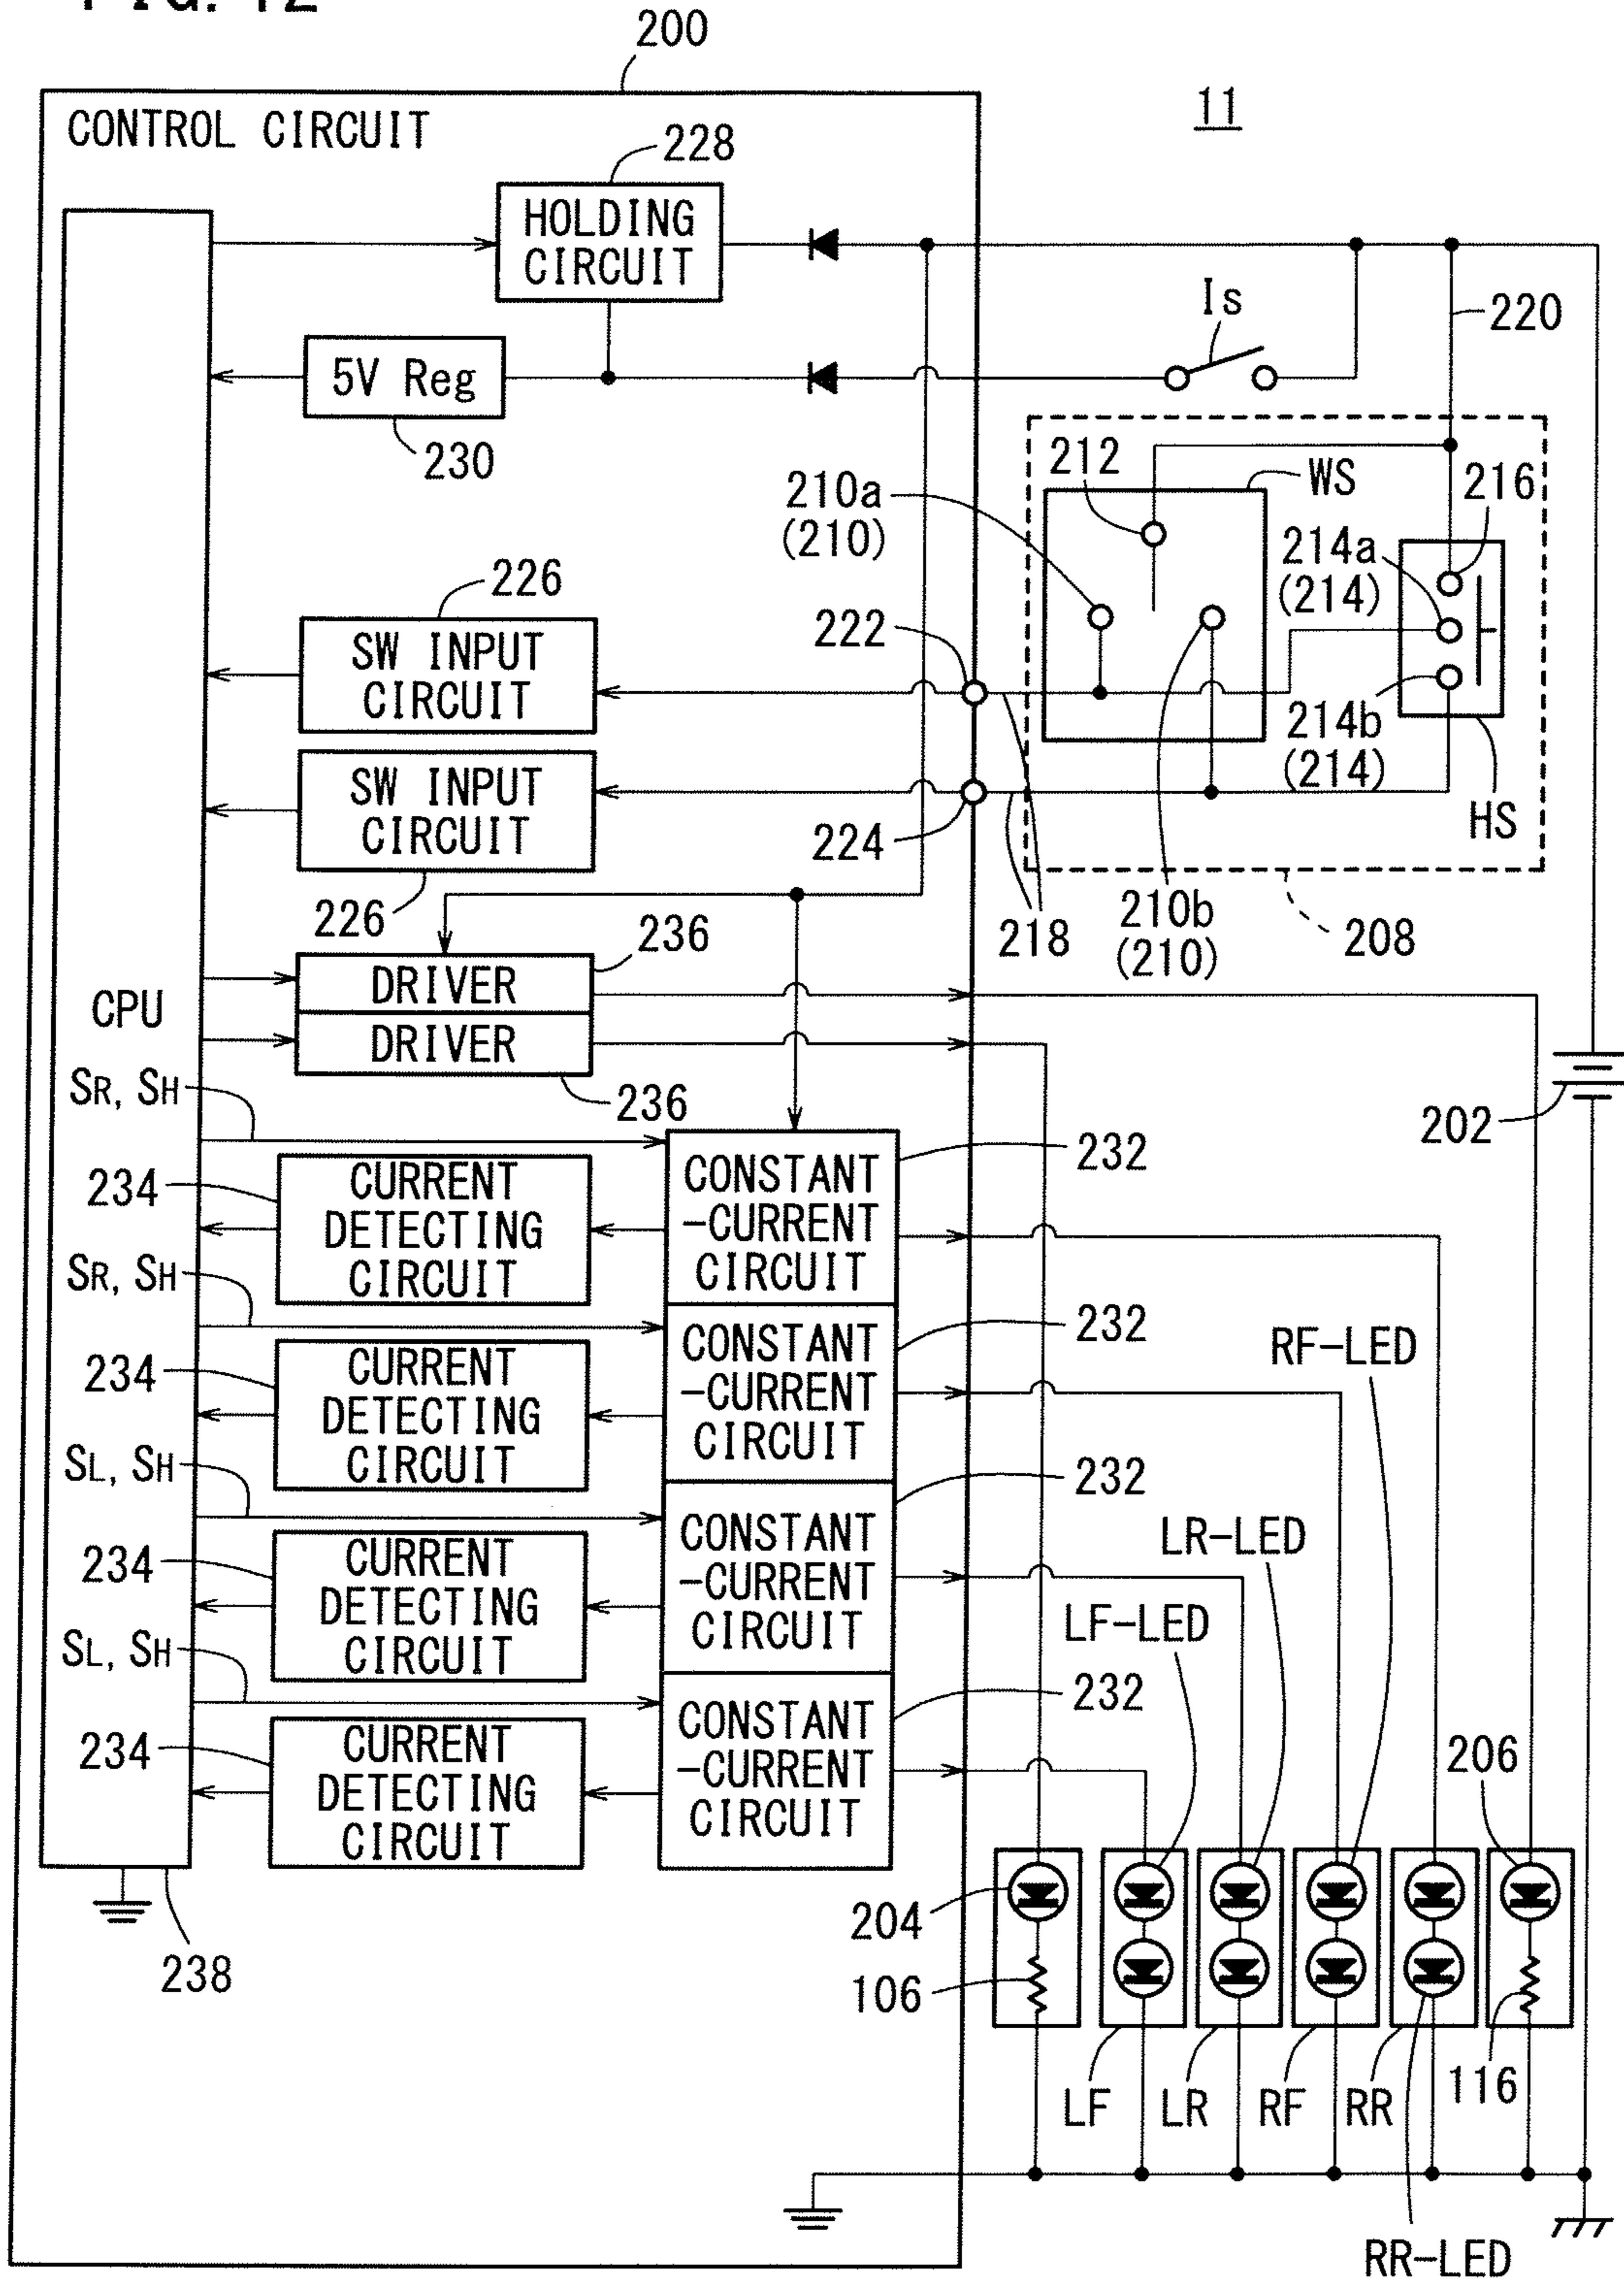 FIG. 12
200
11
CONTROL CIRCUIT
228
HOLDING
CIRCUIT
Is
220
5V Reg
230
212
WS
216
210a
(210)
214a
(214)
226
SW INPUT
CIRCUIT
222
214b
(214)
SW INPUT
CIRCUIT
224
HS
226
218
210b
(210)
208
236
DRIVER
CPU
DRIVER
236
SR, SH
202
234
CURRENT
DETECTING
CIRCUIT
CONSTANT
-CURRENT
CIRCUIT
232
SR, SH
234
CURRENT
DETECTING
CIRCUIT
CONSTANT
-CURRENT
CIRCUIT
232
RF-LED
SL, SH
234
CURRENT
DETECTING
CIRCUIT
CONSTANT
-CURRENT
CIRCUIT
232
LR-LED
LF-LED
SL, SH
234
CURRENT
DETECTING
CIRCUIT
CONSTANT
-CURRENT
CIRCUIT
232
206
204
106
238
LF
LR
RF
RR
116
RR-LED